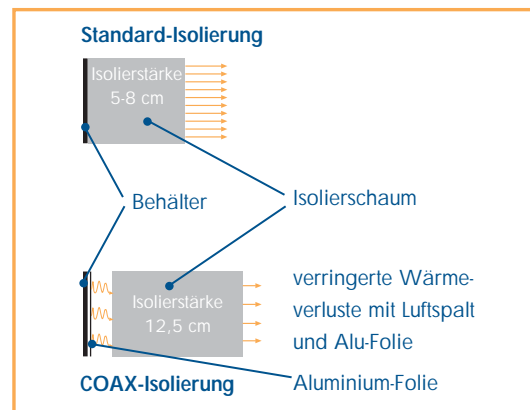 Standard-Isolierung
Isolierstärke
5-8 cm
Behälter
Isolierschaum
Isolierstärke
12,5 cm
verringerte Wärme-
verluste mit Luftspalt
und Alu-Folie
COAX-Isolierung
Aluminium-Folie